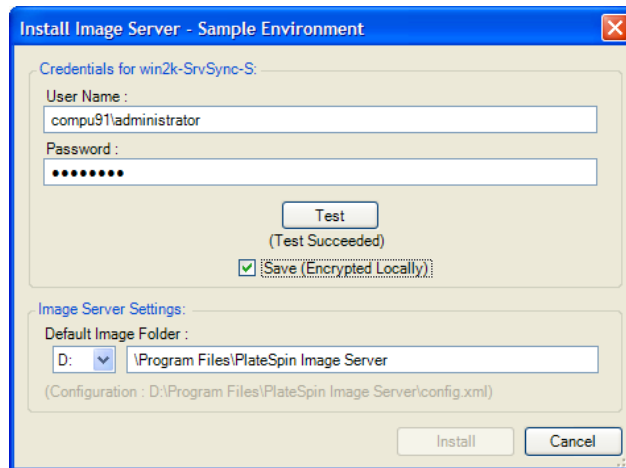 Install Image Server - Sample Environment
Credentials for win2k-SrvSync-S:
User Name :
compu91\administrator
Password :
●●●●●●●●
Test
(Test Succeeded)
Save (Encrypted Locally)
Image Server Settings:
Default Image Folder :
D: \Program Files\PlateSpin Image Server
(Configuration : D:\Program Files\PlateSpin Image Server\config.xml)
Install Cancel